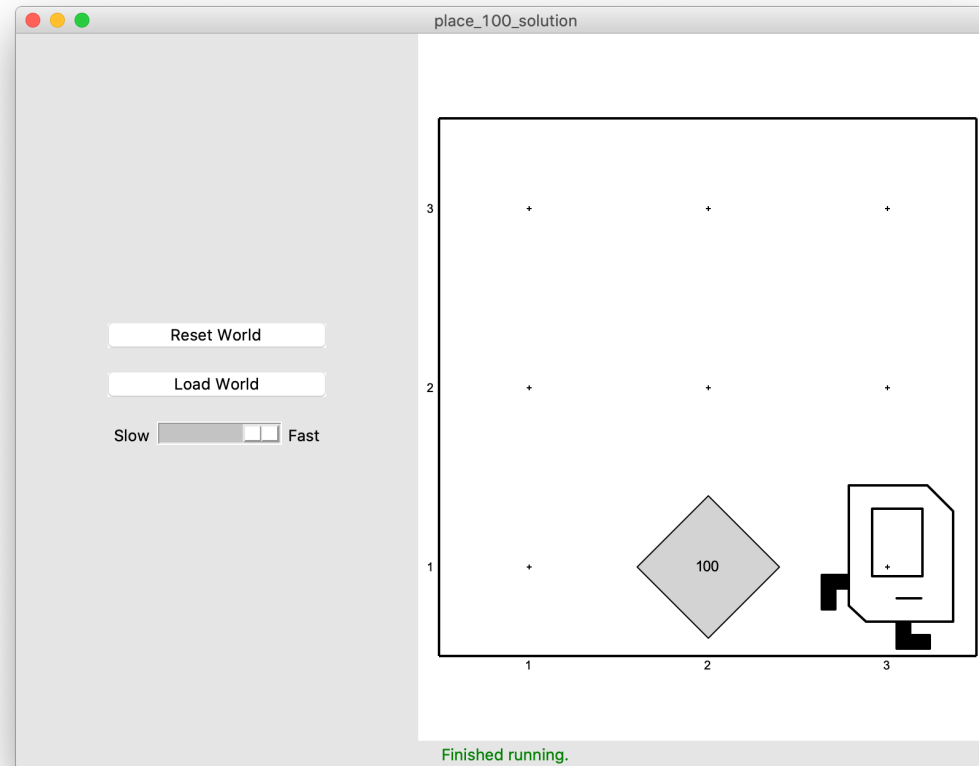 place_100_solution
Reset World
Load World
Slow Fast
3
2
1
100
1 2 3
Finished running.